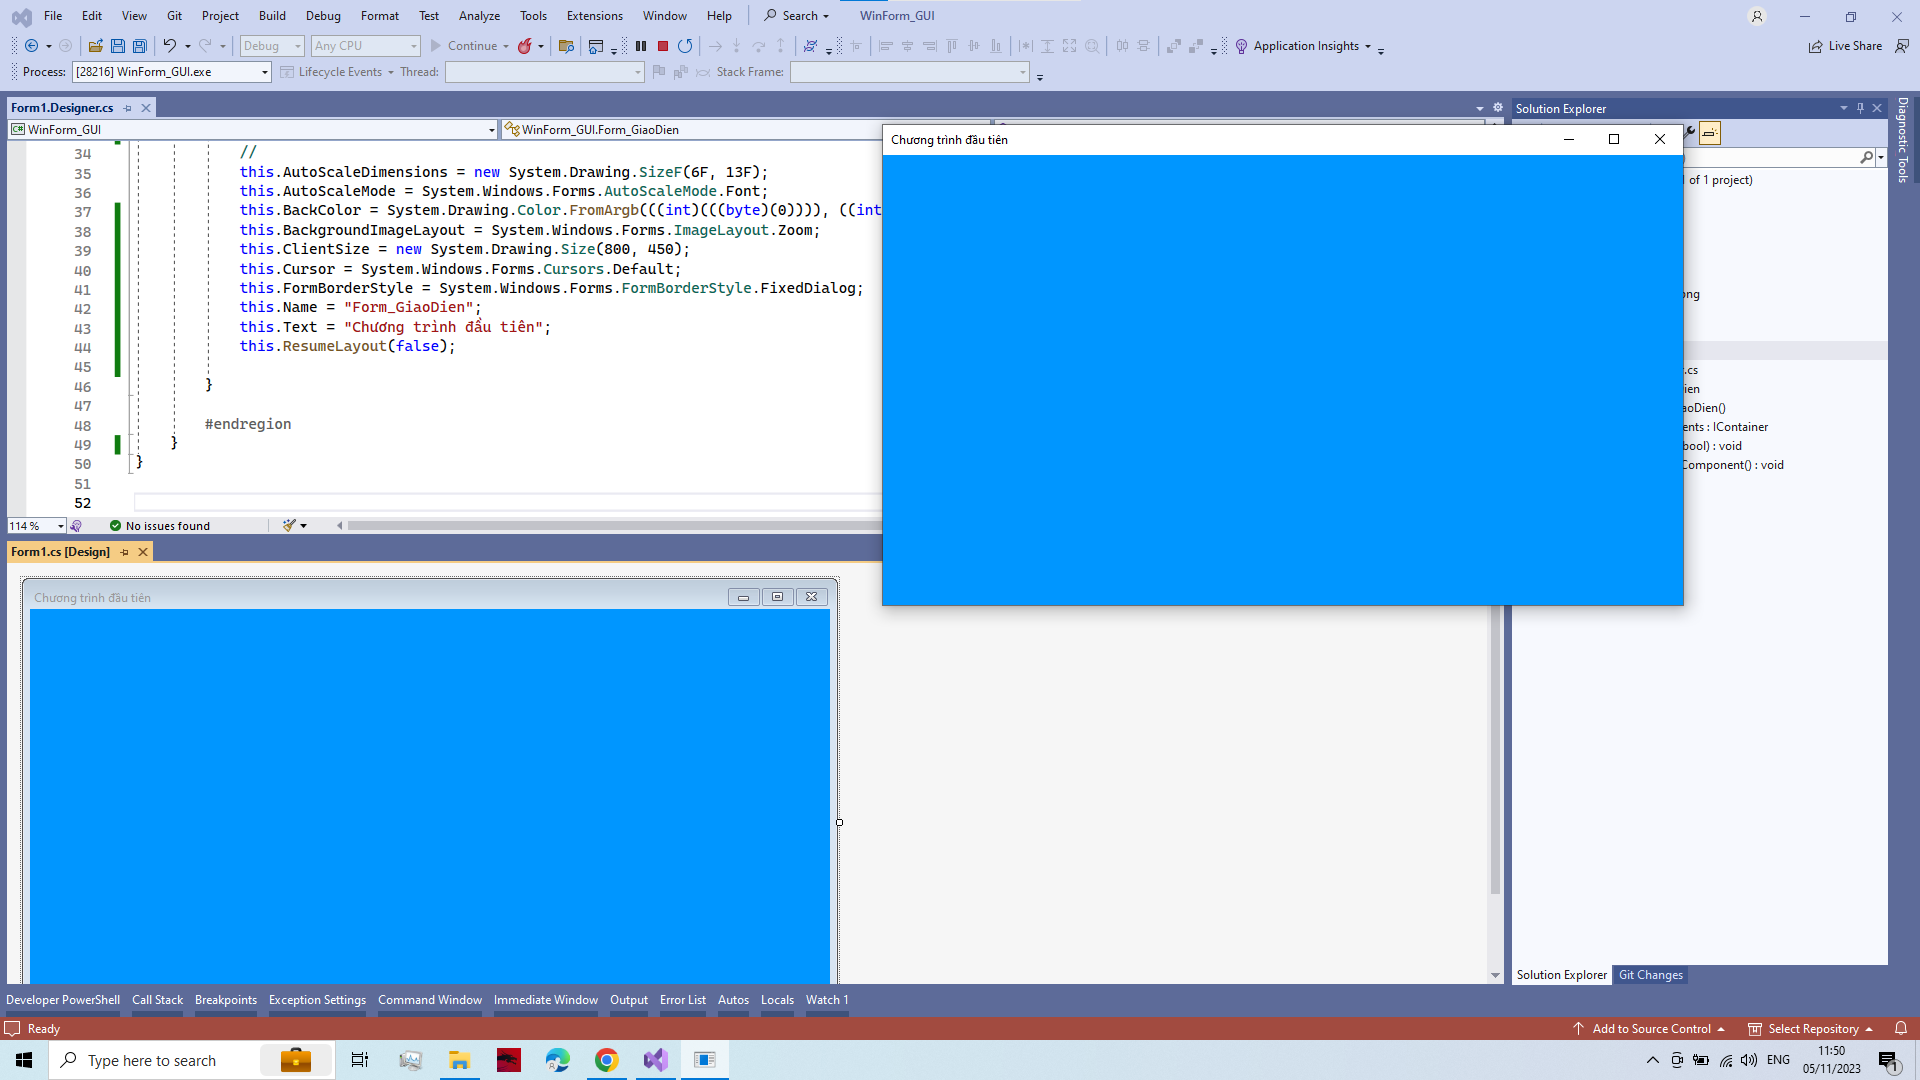 File Edit View Git Project Build Debug Format Test Analyze Tools Extensions Window Help Search WinForm_GUI
Debug Any CPU Continue Application Insights Live Share
Process: [28216] WinForm_GUI.exe Lifecycle Events Thread: Stack Frame:
Form1.Designer.cs
WinForm_GUI WinForm_GUI.Form_GiaoDien
34 //
35 this.AutoScaleDimensions = new System.Drawing.SizeF(6F, 13F);
36 this.AutoScaleMode = System.Windows.Forms.AutoScaleMode.Font;
37 this.BackColor = System.Drawing.Color.FromArgb(((int)(((byte)(0)))), ((int
38 this.BackgroundImageLayout = System.Windows.Forms.ImageLayout.Zoom;
39 this.ClientSize = new System.Drawing.Size(800, 450);
40 this.Cursor = System.Windows.Forms.Cursors.Default;
41 this.FormBorderStyle = System.Windows.Forms.FormBorderStyle.FixedDialog;
42 this.Name = "Form_GiaoDien";
43 this.Text = "Chương trình đầu tiên";
44 this.ResumeLayout(false);
45
46 }
47
48 #endregion
49 }
50 }
51
52
114 % No issues found
Form1.cs [Design]
Chương trình đầu tiên
Chương trình đầu tiên
Solution Explorer
Diagnostic Tools
of 1 project)
.cs
ien
aoDien()
ents : IContainer
bool) : void
Component() : void
Solution Explorer Git Changes
Developer PowerShell Call Stack Breakpoints Exception Settings Command Window Immediate Window Output Error List Autos Locals Watch 1
Ready Add to Source Control Select Repository
Type here to search
ENG
11:50
05/11/2023
1